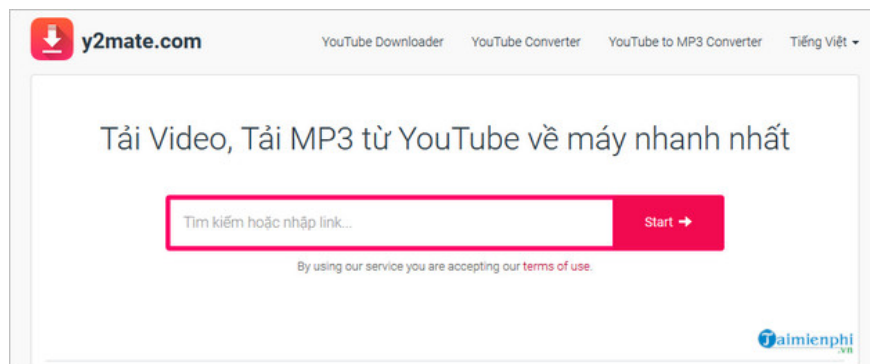 y2mate.com YouTube Downloader YouTube Converter YouTube to MP3 Converter Tiếng Việt
Tải Video, Tải MP3 từ YouTube về máy nhanh nhất
Tìm kiếm hoặc nhập link... Start →
By using our service you are accepting our terms of use.
Taimienphi
.vn